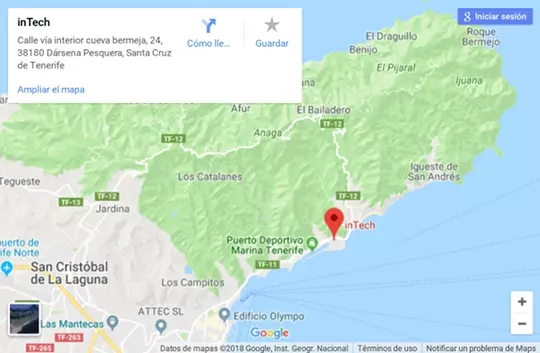 inTech
Calle vía interior cueva bermeja, 24,
38180 Dársena Pesquera, Santa Cruz
de Tenerife
Ampliar el mapa
Cómo lle...
Guardar
Iniciar sesión
El Draguillo
Benijo
Roque
Bermejo
El Pijaral
Ijuana
Afur
El Bailadero
Anaga
TF-12
TF-12
Igueste de
San Andrés
Los Catalanes
Tegueste
TF-13
TF-12
Jardina
TF-12
inTech
Puerto Deportivo
Marina Tenerife
TF-11
uerto de
ife Norte
San Cristóbal
de La Laguna
Los Campitos
ATTEC SL
Edificio Olympo
Las Mantecas
TF-5
TF-265
TF-263
Google
Datos de mapas ©2018 Google, Inst. Geogr. Nacional
Términos de uso
Notificar un problema de Maps